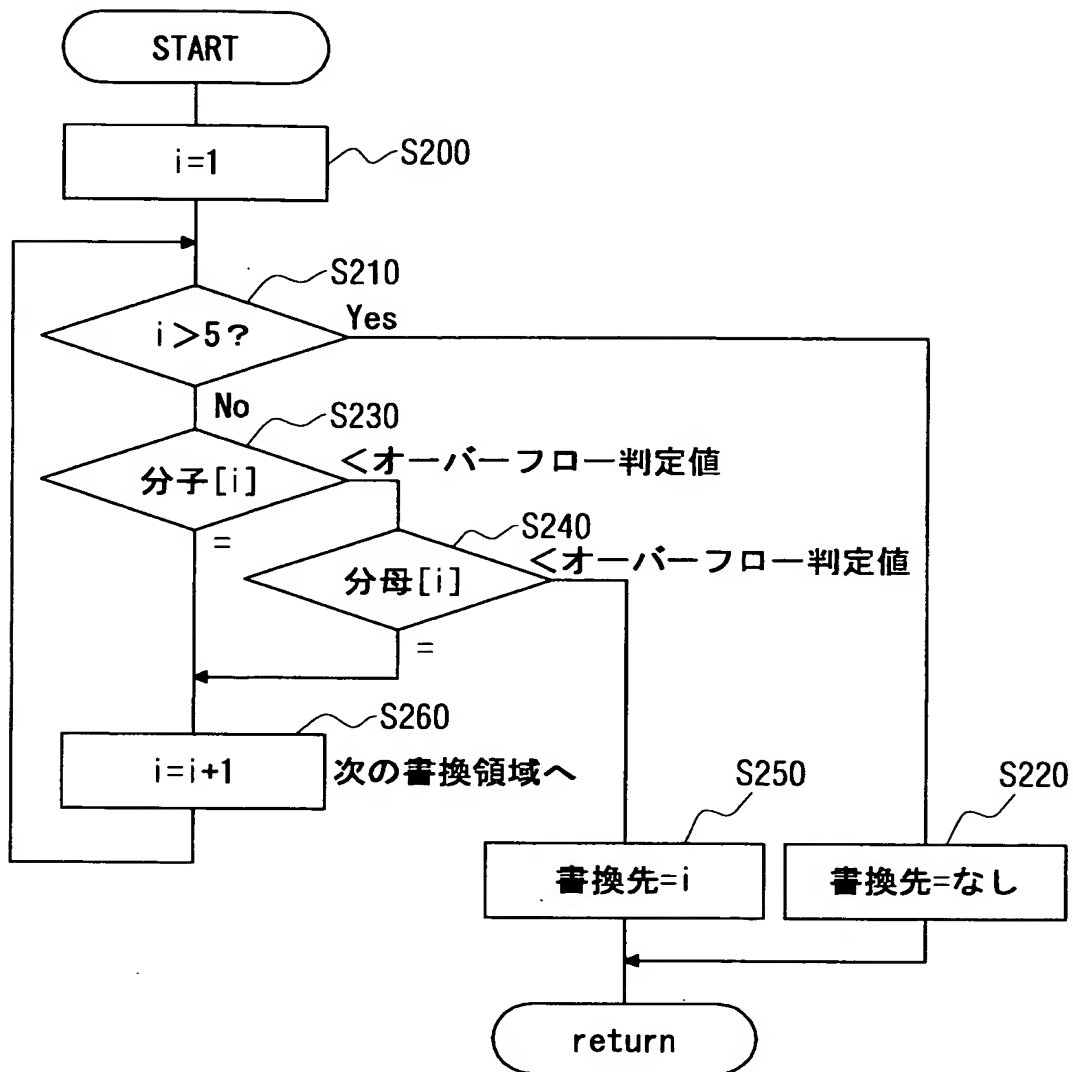 START
i=1
S200
S210
i>5?
Yes
No
S230
分子[i]
<オーバーフロー判定値
=
S240
分母[i]
<オーバーフロー判定値
=
S260
i=i+1
次の書換領域へ
S250
書換先=i
S220
書換先=なし
return